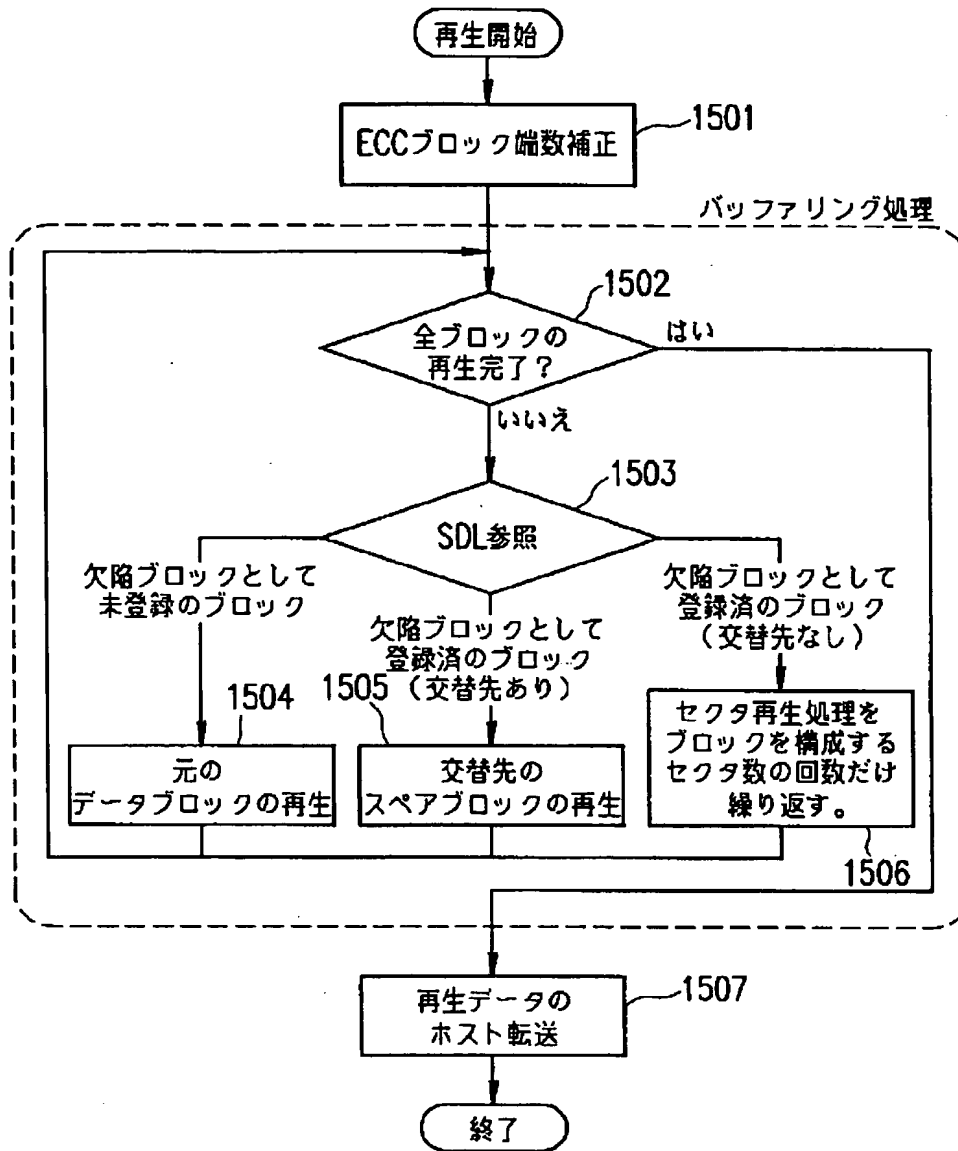 再生開始
1501
ECCブロック端数補正
バッファリング処理
1502
全ブロックの
再生完了？
はい
いいえ
1503
SDL参照
欠陥ブロックとして
未登録のブロック
欠陥ブロックとして
登録済のブロック
（交替先あり）
欠陥ブロックとして
登録済のブロック
（交替先なし）
1504
元の
データブロックの再生
1505
交替先の
スペアブロックの再生
セクタ再生処理を
ブロックを構成する
セクタ数の回数だけ
繰り返す。
1506
1507
再生データの
ホスト転送
終了